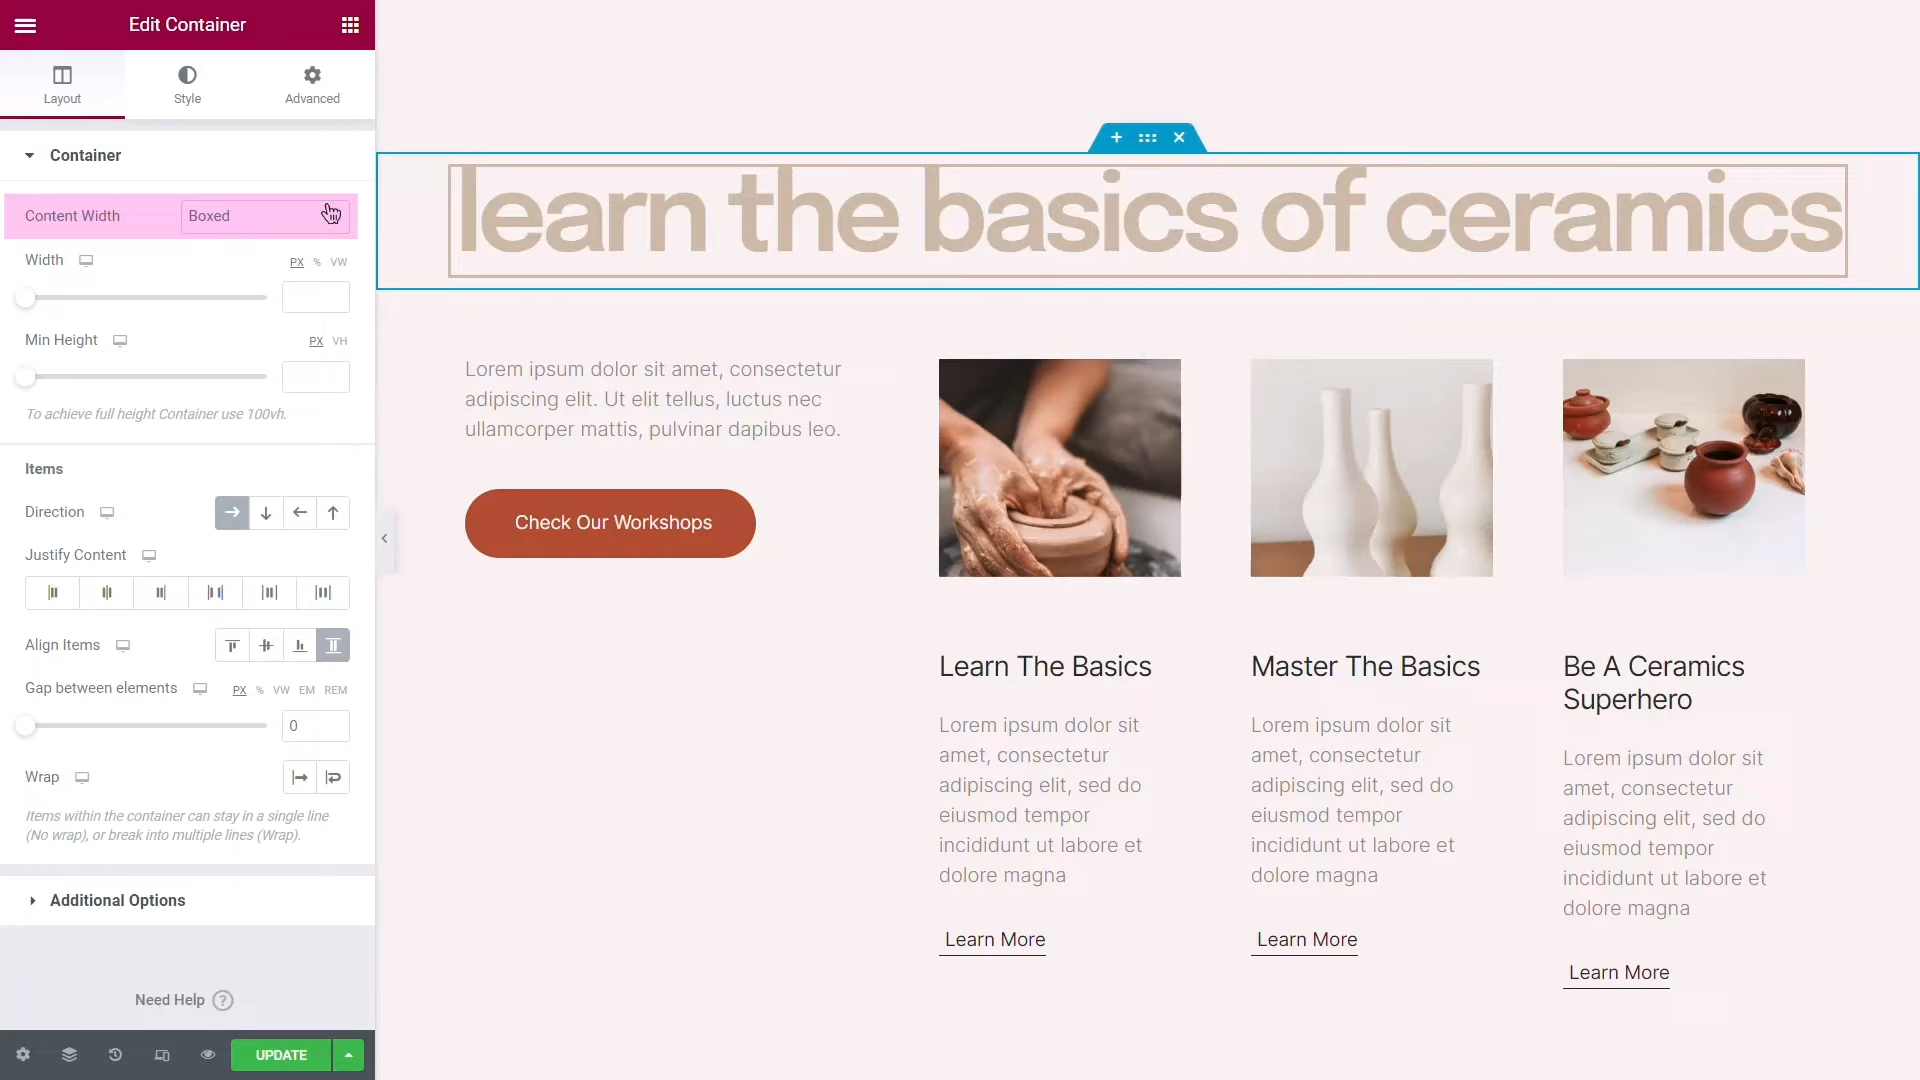 Edit Container
Layout
Style
Advanced
Container
Content Width
Boxed
Width
PX % VW
Min Height
PX VH
To achieve full height Container use 100vh.
Items
Direction
Justify Content
Align Items
Gap between elements
PX % VW EM REM
0
Wrap
Items within the container can stay in a single line
(No wrap), or break into multiple lines (Wrap).
Additional Options
Need Help ?
UPDATE
learn the basics of ceramics
Lorem ipsum dolor sit amet, consectetur
adipiscing elit. Ut elit tellus, luctus nec
ullamcorper mattis, pulvinar dapibus leo.
Check Our Workshops
Learn The Basics
Lorem ipsum dolor sit
amet, consectetur
adipiscing elit, sed do
eiusmod tempor
incididunt ut labore et
dolore magna
Learn More
Master The Basics
Lorem ipsum dolor sit
amet, consectetur
adipiscing elit, sed do
eiusmod tempor
incididunt ut labore et
dolore magna
Learn More
Be A Ceramics
Superhero
Lorem ipsum dolor sit
amet, consectetur
adipiscing elit, sed do
eiusmod tempor
incididunt ut labore et
dolore magna
Learn More